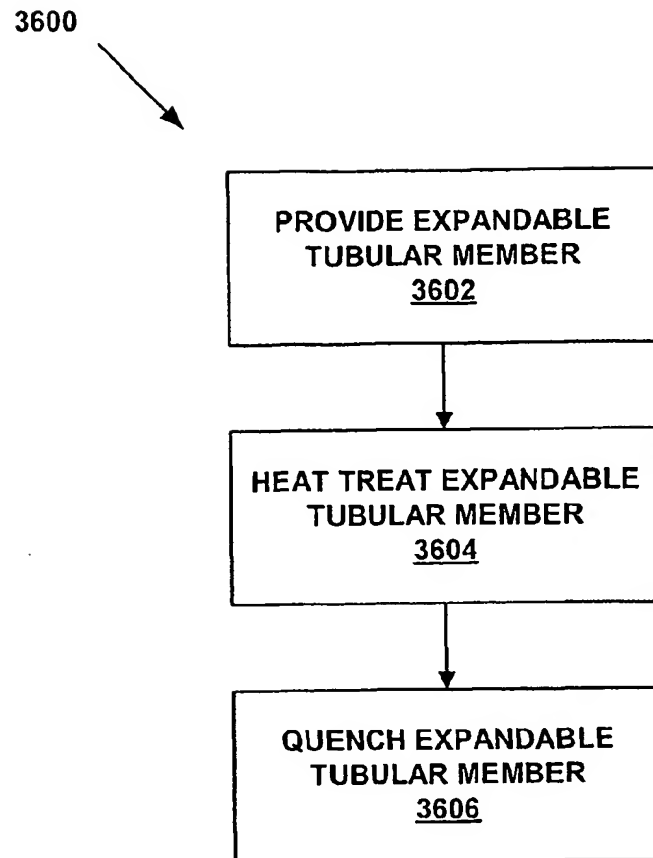 3600
PROVIDE EXPANDABLE
TUBULAR MEMBER
3602
HEAT TREAT EXPANDABLE
TUBULAR MEMBER
3604
QUENCH EXPANDABLE
TUBULAR MEMBER
3606